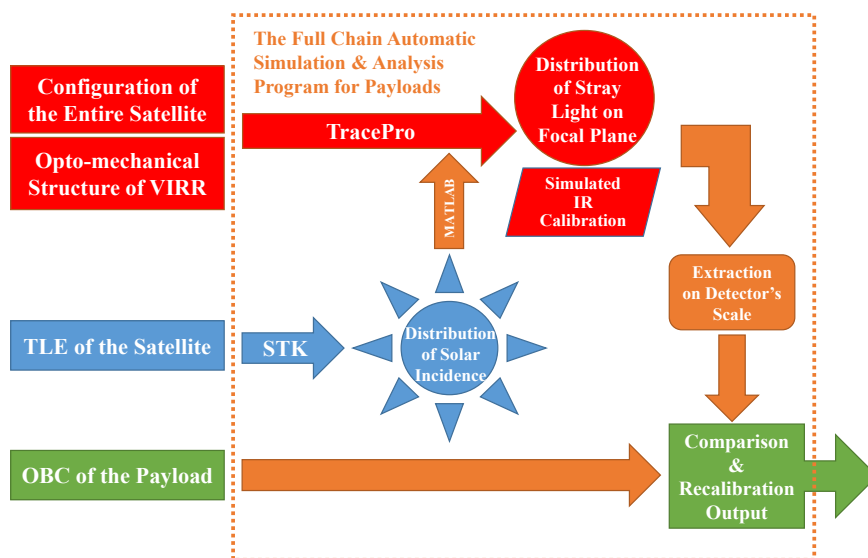 The Full Chain Automatic
Simulation & Analysis
Program for Payloads
Configuration of
the Entire Satellite
Opto-mechanical
Structure of VIRR
TracePro
Distribution
of Stray
Light on
Focal Plane
Simulated
IR
Calibration
MATLAB
Extraction
on Detector's
Scale
TLE of the Satellite
STK
Distribution
of Solar
Incidence
OBC of the Payload
Comparison
&
Recalibration
Output